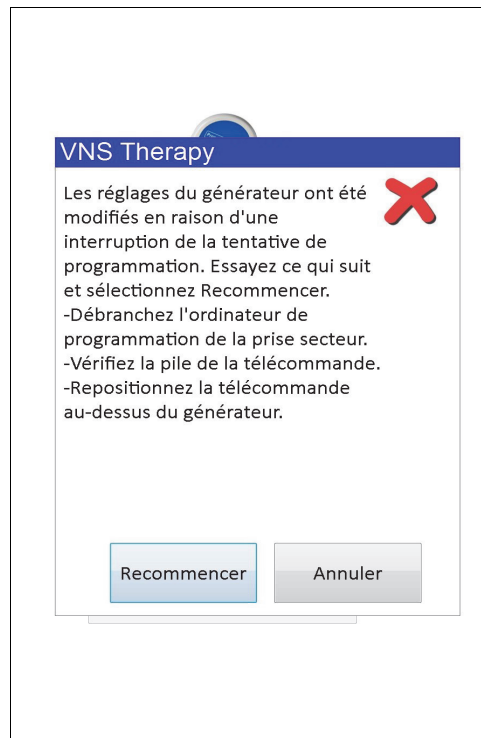 VNS Therapy
Les réglages du générateur ont été
modifiés en raison d'une
interruption de la tentative de
programmation. Essayez ce qui suit
et sélectionnez Recommencer.
-Débranchez l'ordinateur de
programmation de la prise secteur.
-Vérifiez la pile de la télécommande.
-Repositionnez la télécommande
au-dessus du générateur.
Recommencer
Annuler